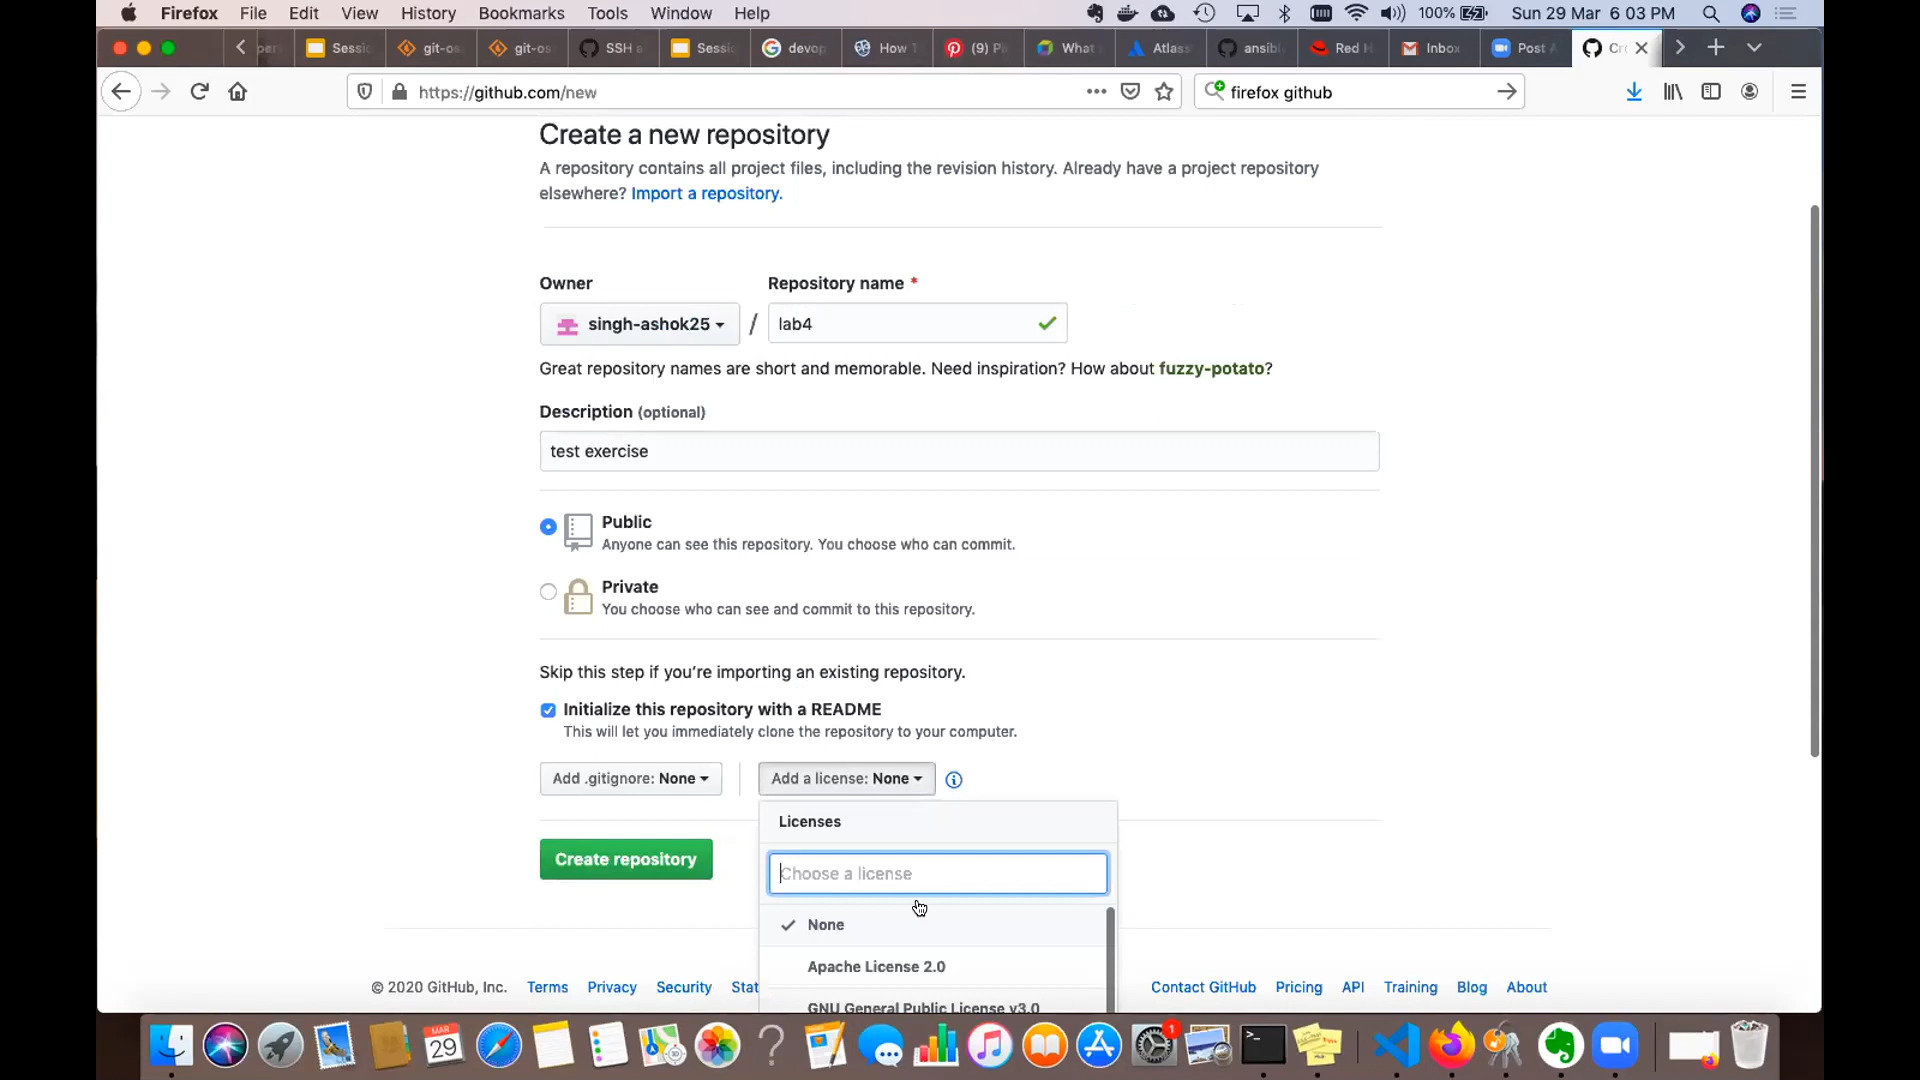 Firefox File Edit View History Bookmarks Tools Window Help 100% Sun 29 Mar 6:03 PM
Sessi git-os git-os SSH a Sessi devop How T (9) Pi What Atlass ansibl Red H Inbox Post A Cre
https://github.com/new
firefox github
Create a new repository
A repository contains all project files, including the revision history. Already have a project repository
elsewhere? Import a repository.
Owner
Repository name *
singh-ashok25 / lab4
Great repository names are short and memorable. Need inspiration? How about fuzzy-potato?
Description (optional)
test exercise
Public
Anyone can see this repository. You choose who can commit.
Private
You choose who can see and commit to this repository.
Skip this step if you're importing an existing repository.
Initialize this repository with a README
This will let you immediately clone the repository to your computer.
Add .gitignore: None
Add a license: None
Licenses
Choose a license
Create repository
None
Apache License 2.0
GNU General Public License v3.0
© 2020 GitHub, Inc. Terms Privacy Security Stat
Contact GitHub Pricing API Training Blog About
MAR
29
1